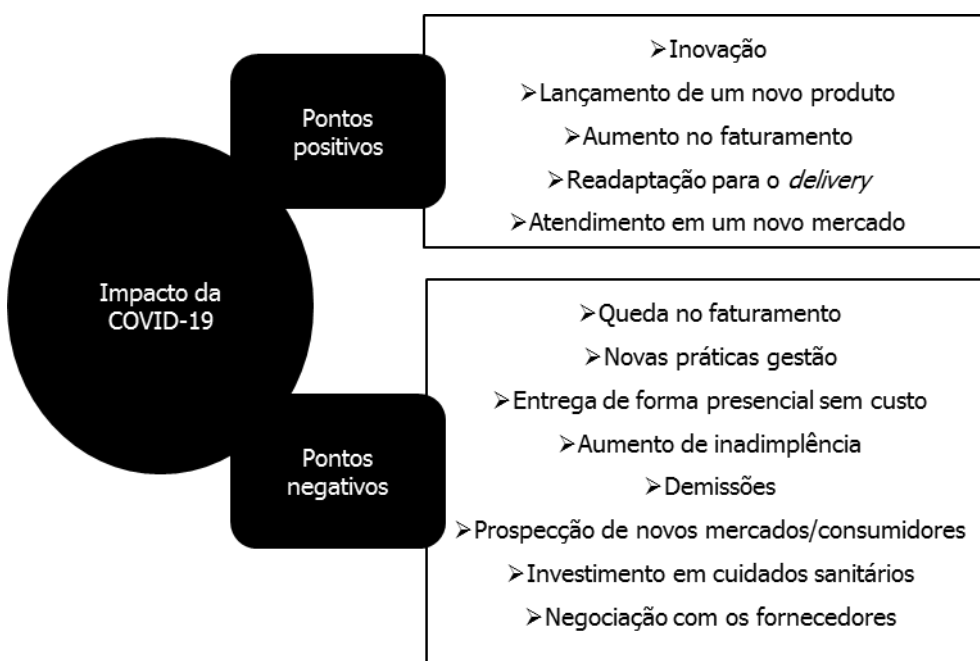 Impacto da
COVID-19
Pontos
positivos
➢Inovação
➢Lançamento de um novo produto
➢Aumento no faturamento
➢Readaptação para o delivery
➢Atendimento em um novo mercado
Pontos
negativos
➢Queda no faturamento
➢Novas práticas gestão
➢Entrega de forma presencial sem custo
➢Aumento de inadimplência
➢Demissões
➢Prospecção de novos mercados/consumidores
➢Investimento em cuidados sanitários
➢Negociação com os fornecedores